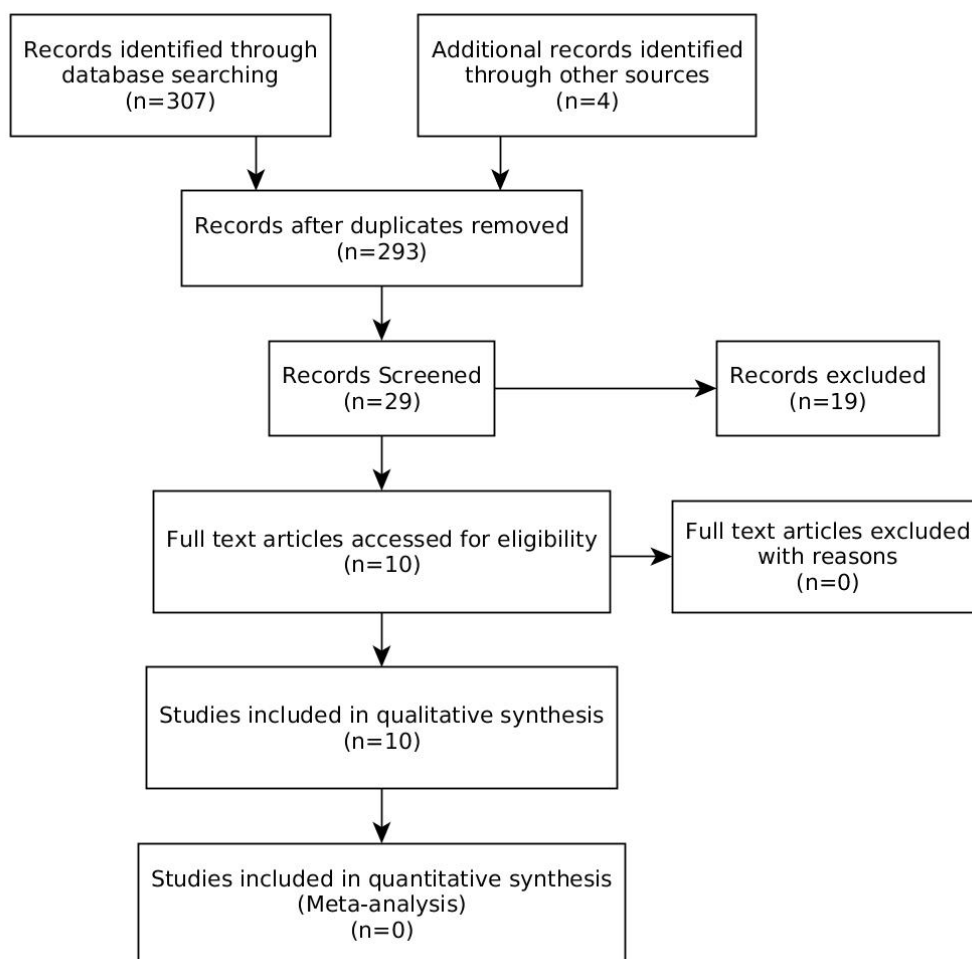 Records identified through
database searching
(n=307)
Additional records identified
through other sources
(n=4)
Records after duplicates removed
(n=293)
Records Screened
(n=29)
Records excluded
(n=19)
Full text articles accessed for eligibility
(n=10)
Full text articles excluded
with reasons
(n=0)
Studies included in qualitative synthesis
(n=10)
Studies included in quantitative synthesis
(Meta-analysis)
(n=0)